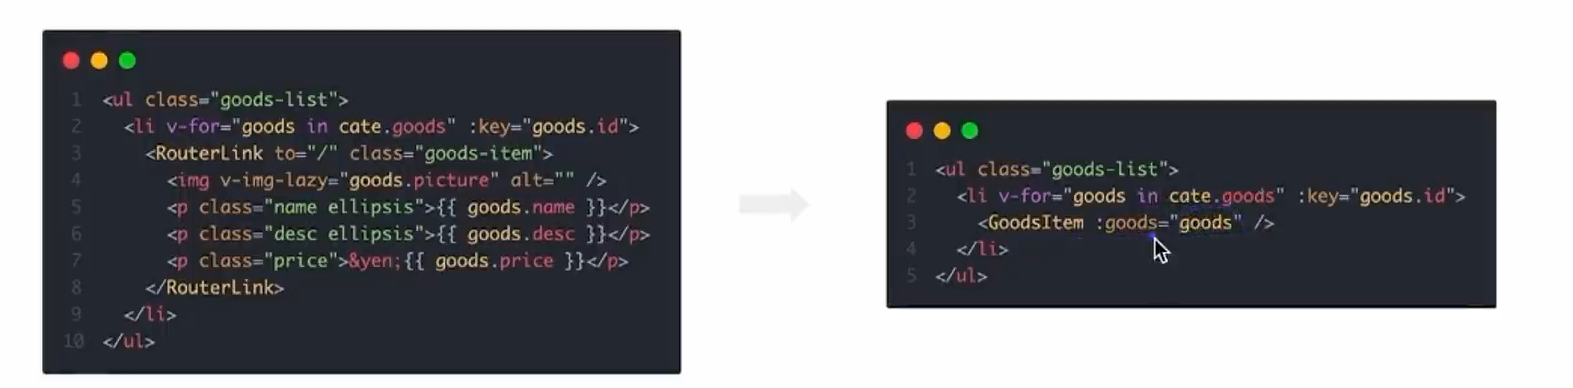 1 <ul class="goods-list">
2 <li v-for="goods in cate.goods" :key="goods.id">
3 <RouterLink to="/" class="goods-item">
4 <img v-img-lazy="goods.picture" alt="" />
5 <p class="name ellipsis">{{ goods.name }}</p>
6 <p class="desc ellipsis">{{ goods.desc }}</p>
7 <p class="price">&yen;{{ goods.price }}</p>
8 </RouterLink>
9 </li>
10 </ul>
1 <ul class="goods-list">
2 <li v-for="goods in cate.goods" :key="goods.id">
3 <GoodsItem :goods="goods" />
4 </li>
5 </ul>